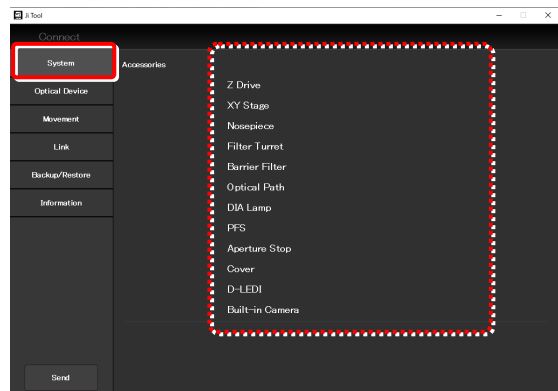 Ji Tool
Connect
System
Accessories
Optical Device
Movement
Link
Backup/Restore
Information
Z Drive
XY Stage
Nosepiece
Filter Turret
Barrier Filter
Optical Path
DIA Lamp
PFS
Aperture Stop
Cover
D-LEDI
Built-in Camera
Send